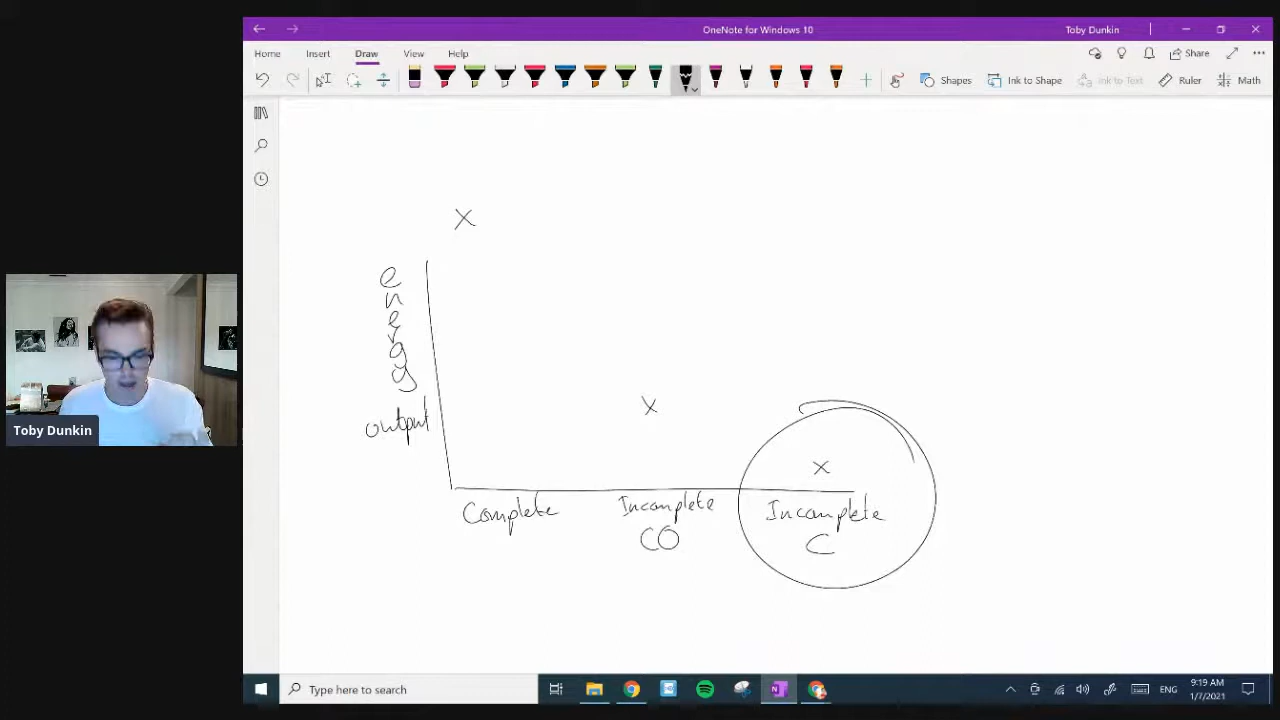 OneNote for Windows 10
Toby Dunkin
Home Insert Draw View Help
Share
Shapes Ink to Shape Ink to Text Ruler Math
X
energy
output
X
X
Complete
Incomplete
CO
Incomplete
C
Toby Dunkin
Type here to search
ENG
9:19 AM
1/7/2021